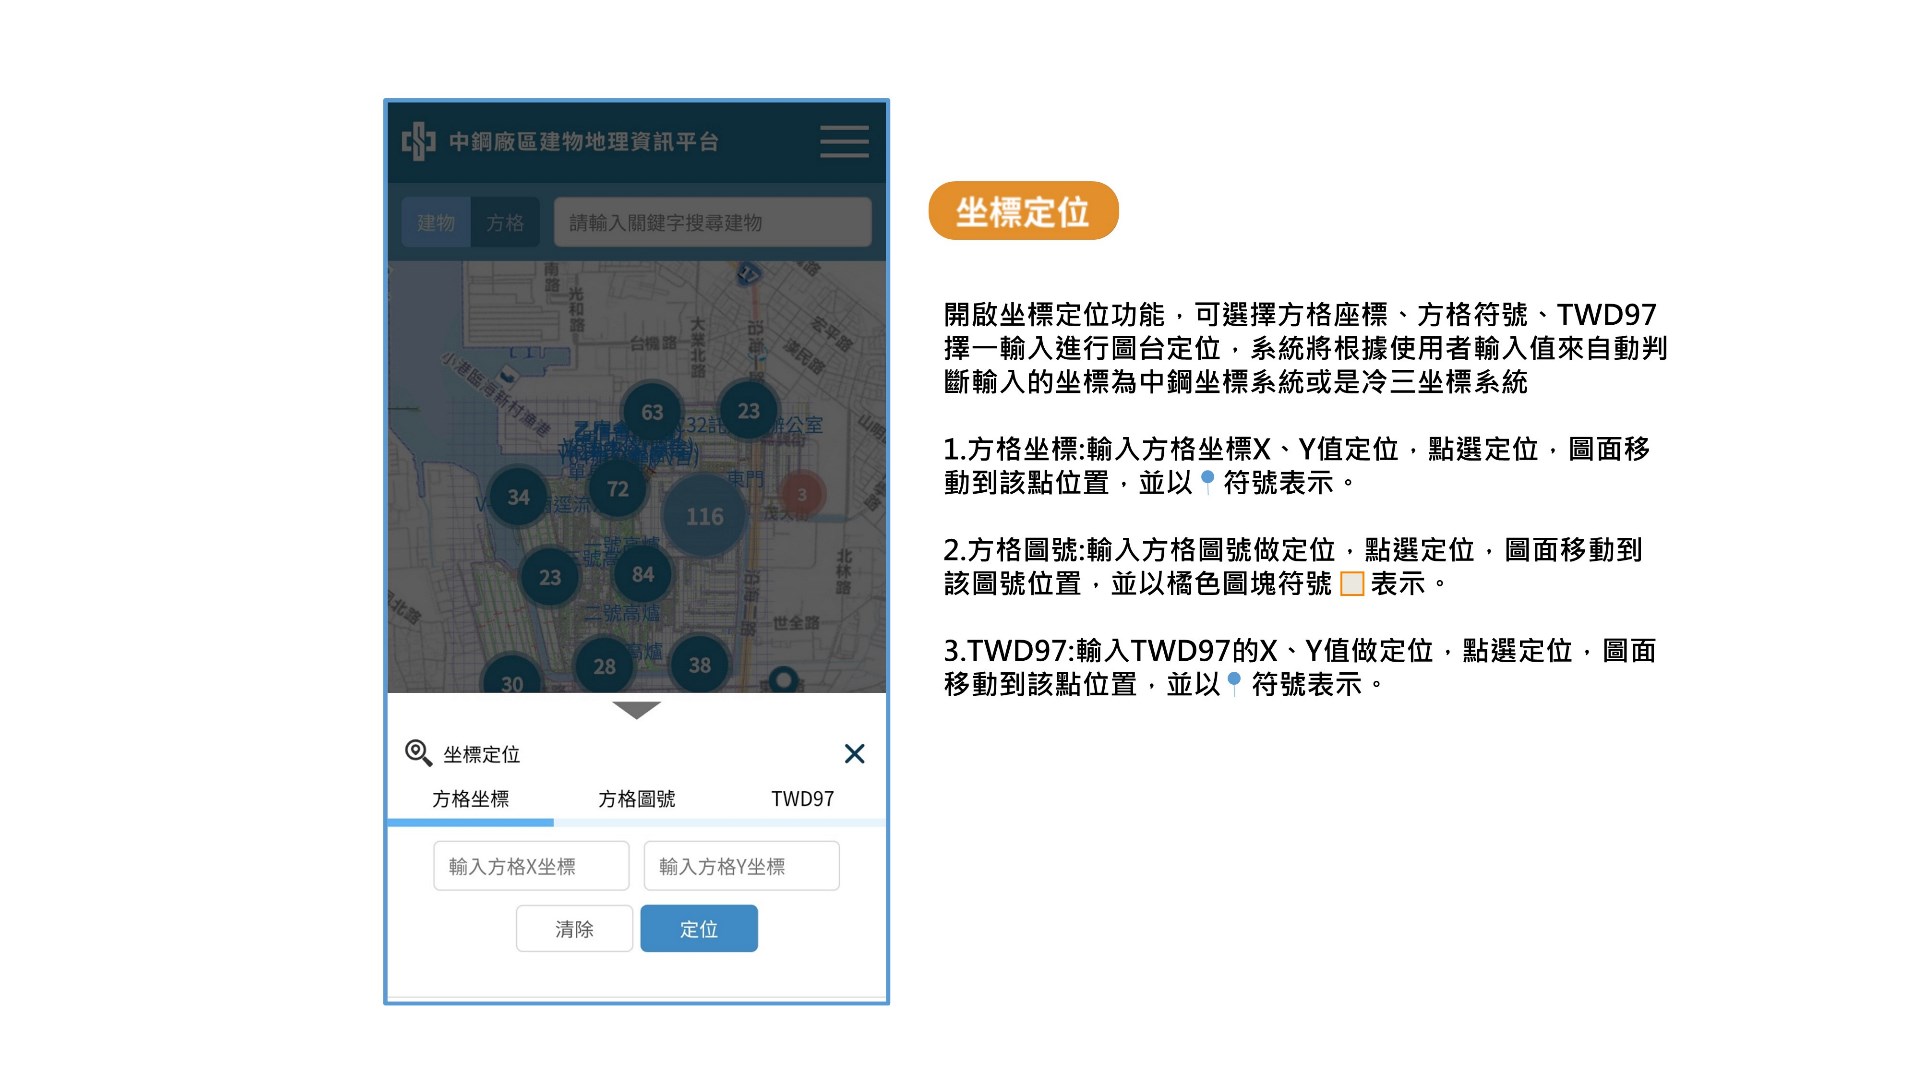 中鋼廠區建物地理資訊平台
建物
方格
請輸入關鍵字搜尋建物
南路
光和路
17
台機路
大業北路
沿海一路
宏平路
漢民路
小港臨海新村漁港
63
23
辦公室
東門
34
72
116
3
一號高爐
三號高
23
84
北林路
二號高爐
沿海二路
世全路
28
38
30
坐標定位
方格坐標
方格圖號
TWD97
輸入方格X坐標
輸入方格Y坐標
清除
定位
坐標定位
開啟坐標定位功能，可選擇方格座標、方格符號、TWD97
擇一輸入進行圖台定位，系統將根據使用者輸入值來自動判
斷輸入的坐標為中鋼坐標系統或是冷三坐標系統
1.方格坐標:輸入方格坐標X、Y值定位，點選定位，圖面移
動到該點位置，並以 符號表示。
2.方格圖號:輸入方格圖號做定位，點選定位，圖面移動到
該圖號位置，並以橘色圖塊符號 表示。
3.TWD97:輸入TWD97的X、Y值做定位，點選定位，圖面
移動到該點位置，並以 符號表示。